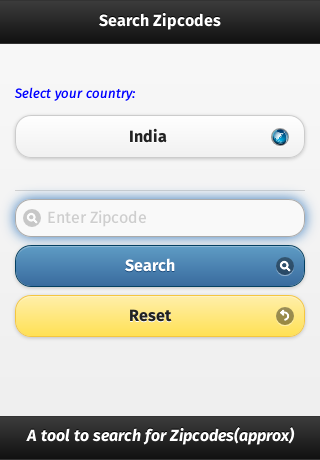 Search Zipcodes
Select your country:
India
Enter Zipcode
Search
Reset
A tool to search for Zipcodes(approx)